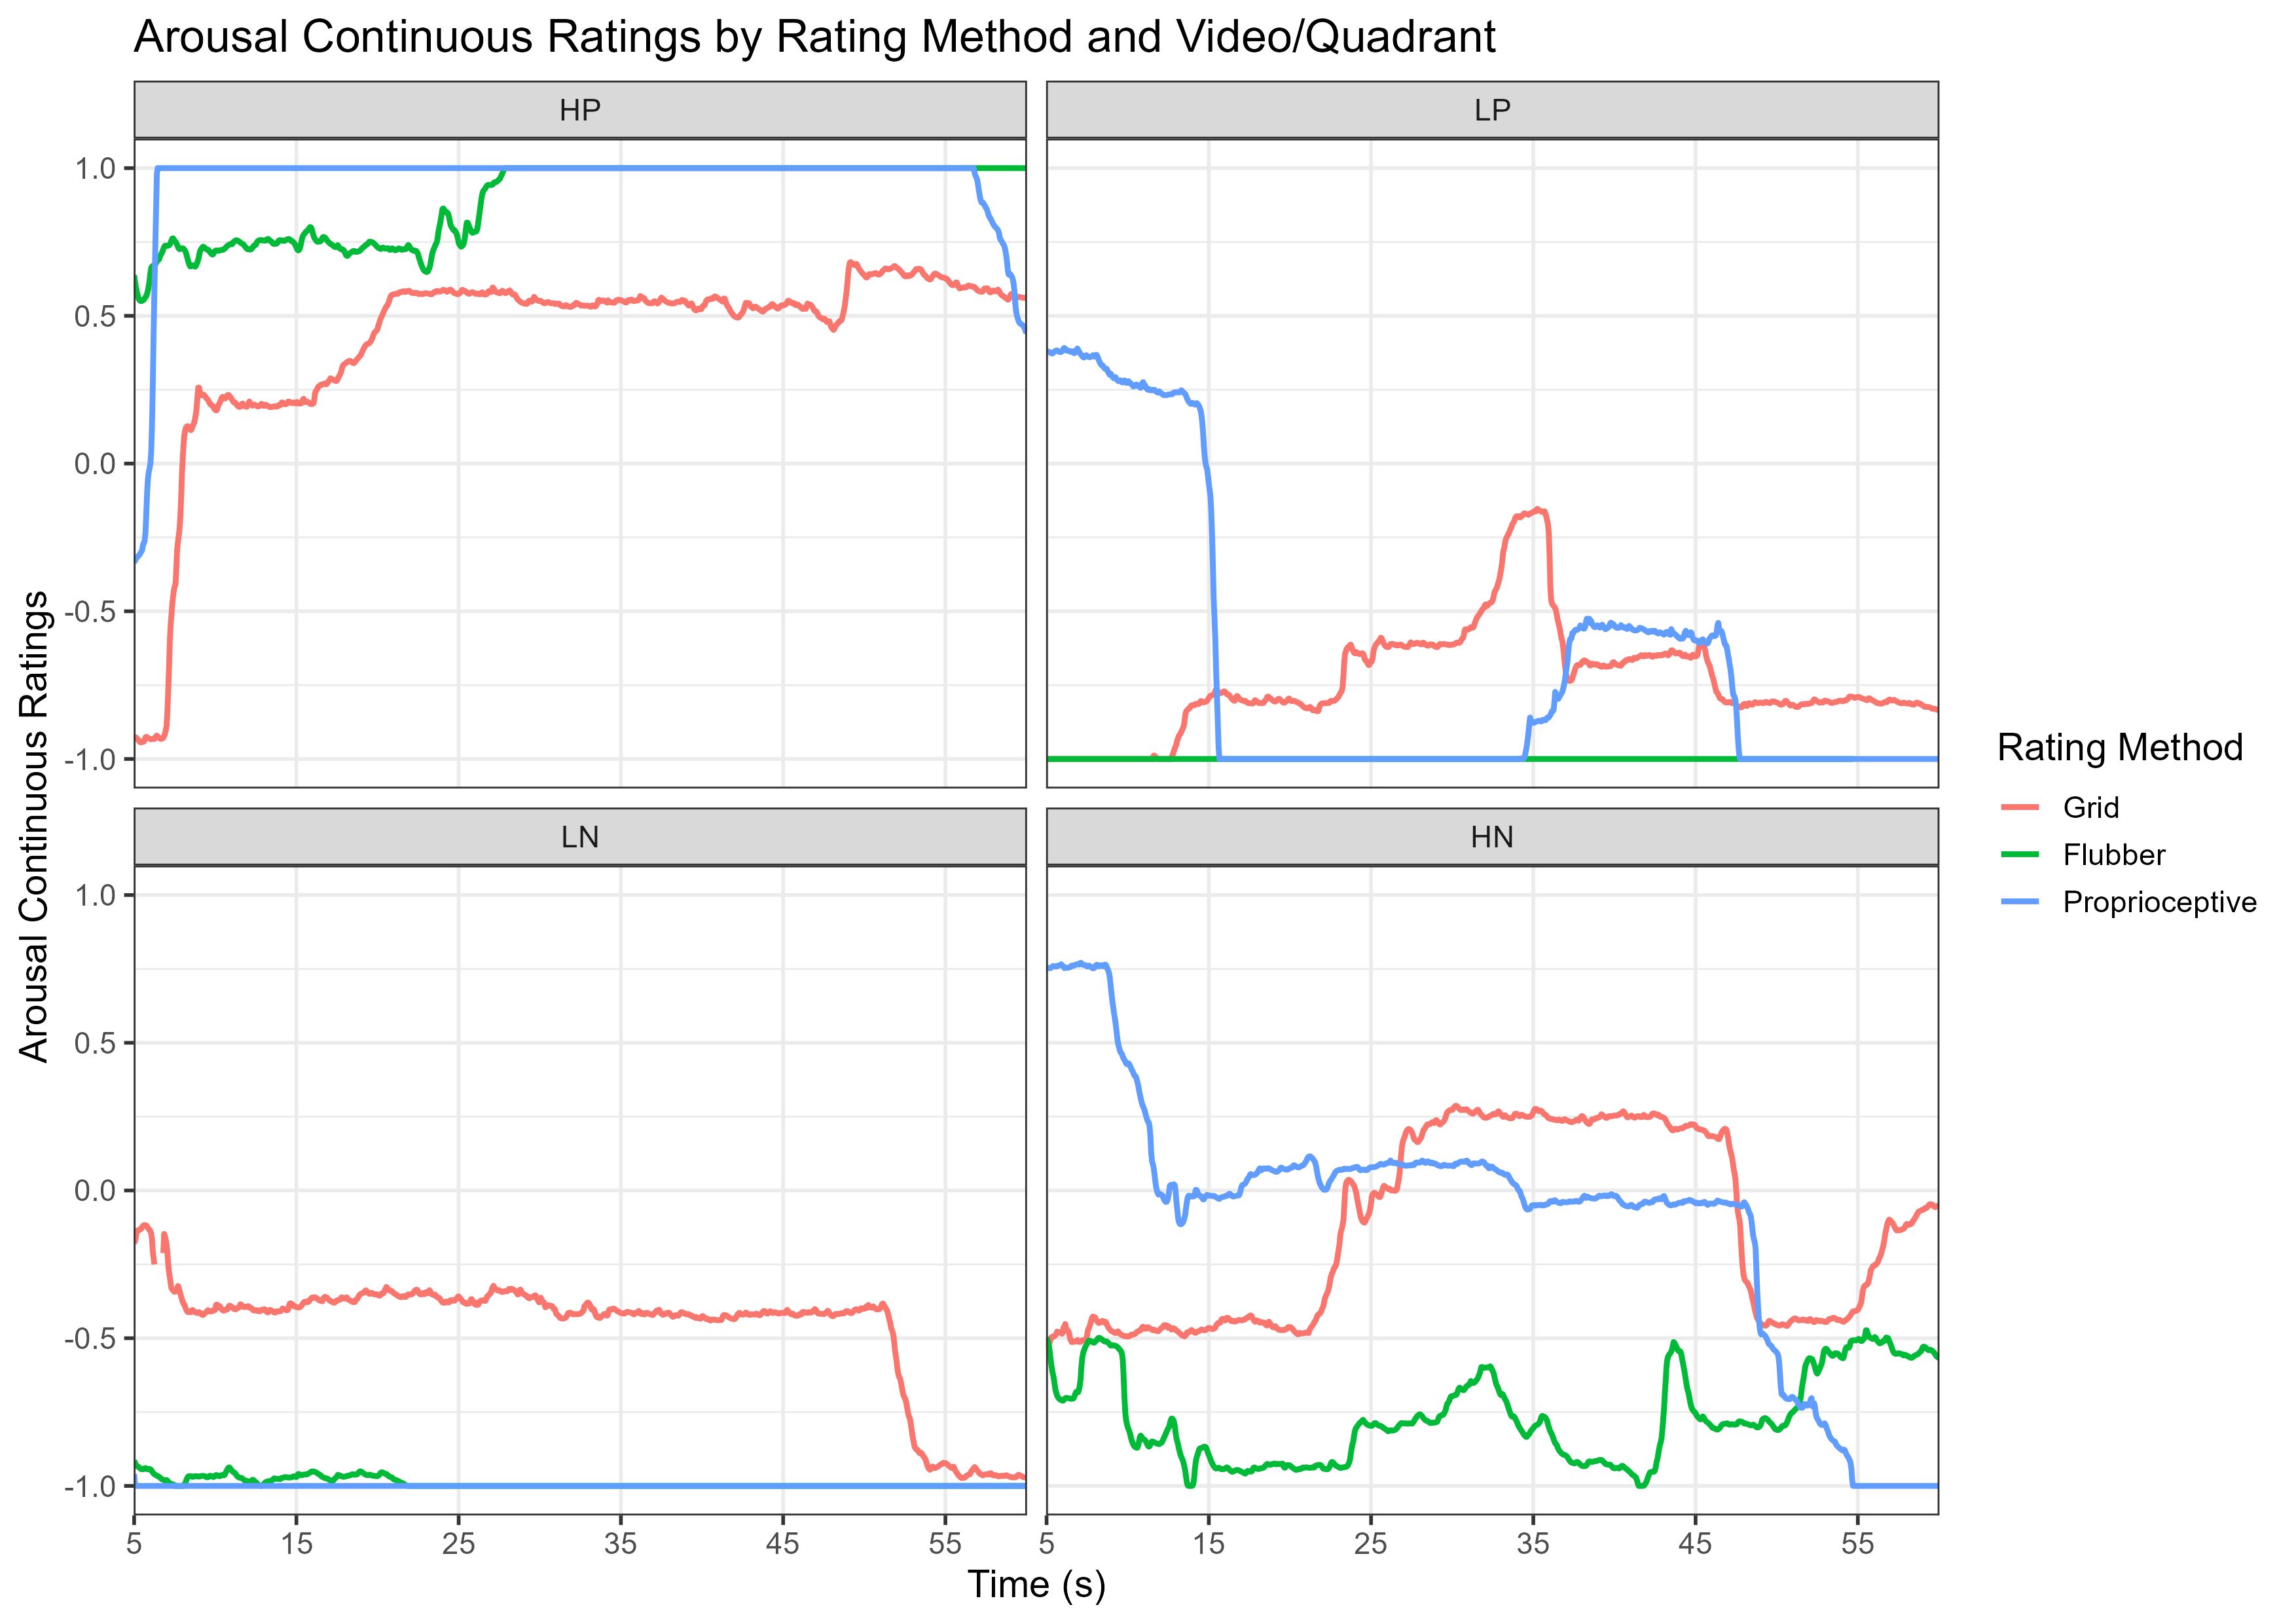 Arousal Continuous Ratings by Rating Method and Video/Quadrant
HP
LP
1.0
0.5
0.0
-0.5
-1.0
LN
HN
1.0
0.5
0.0
-0.5
-1.0
5 15 25 35 45 55
5 15 25 35 45 55
Time (s)
Arousal Continuous Ratings
Rating Method
Grid
Flubber
Proprioceptive